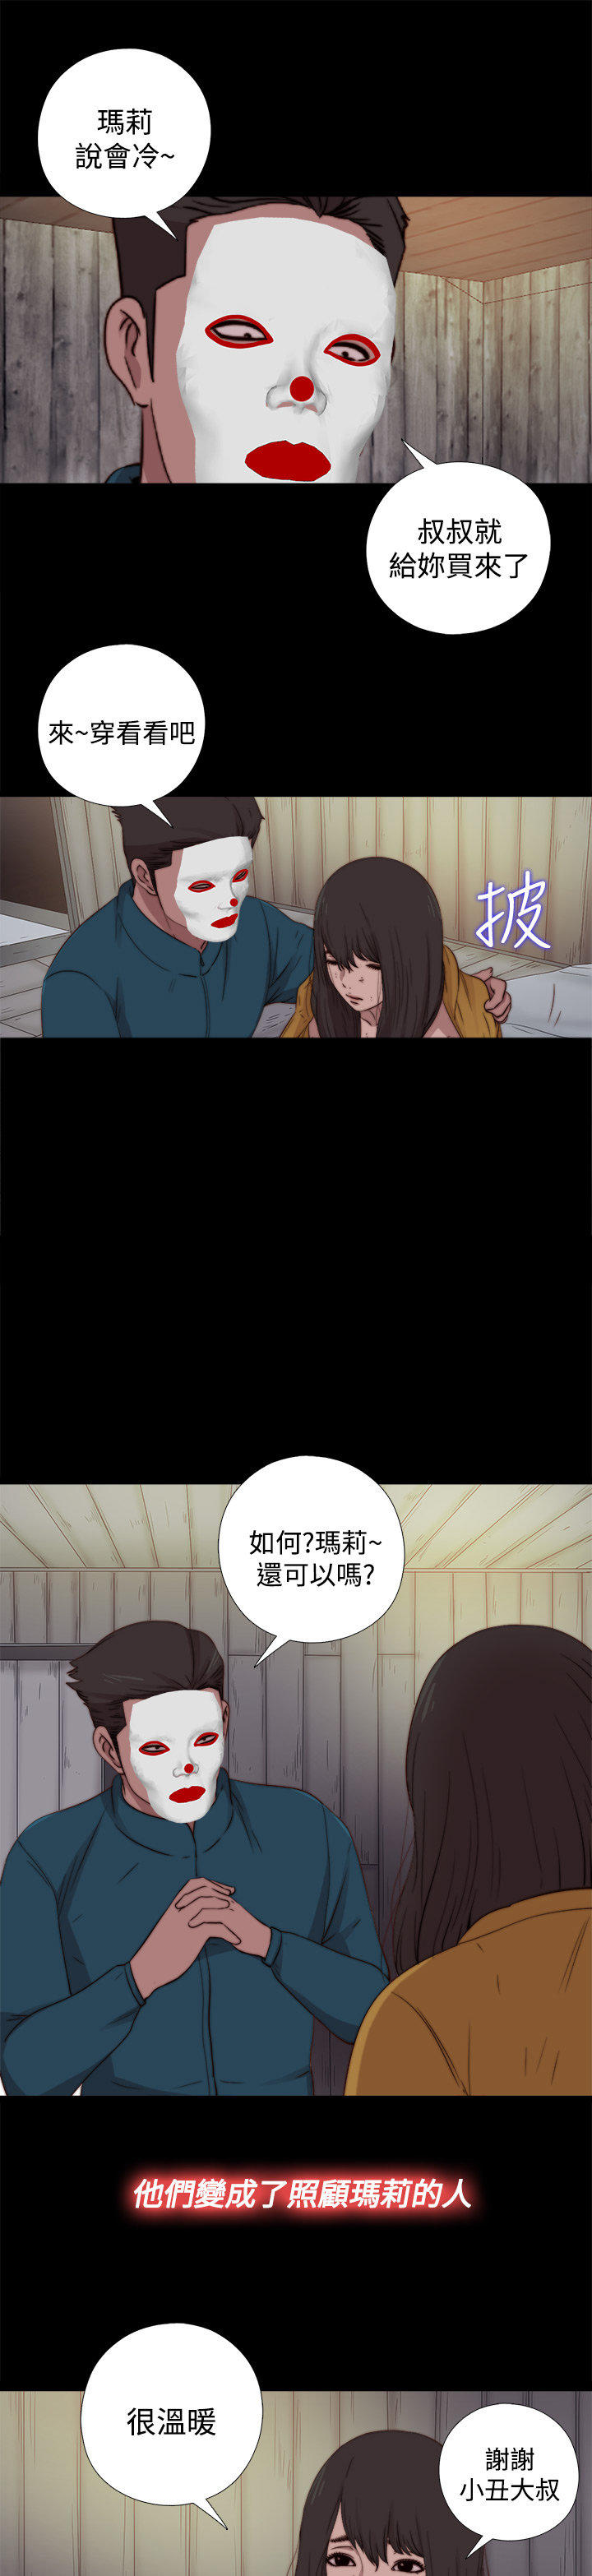 瑪莉
說會冷~
叔叔就
給妳買來了
來~穿看看吧
披
如何?瑪莉~
還可以嗎?
他們變成了照顧瑪莉的人
很溫暖
謝謝
小丑大叔